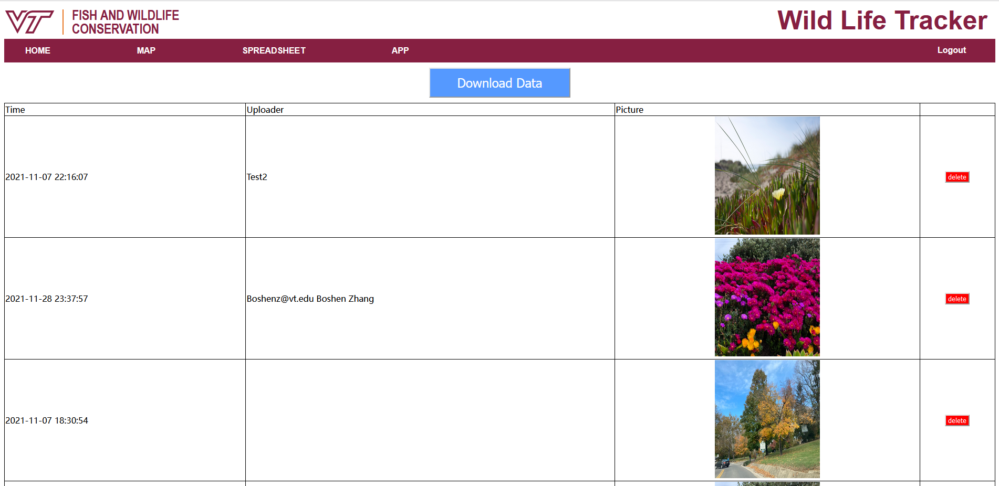 VT
FISH AND WILDLIFE
CONSERVATION
Wild Life Tracker
HOME
MAP
SPREADSHEET
APP
Logout
Download Data
Time
Uploader
Picture
2021-11-07 22:16:07
Test2
delete
2021-11-28 23:37:57
Boshenz@vt.edu Boshen Zhang
delete
2021-11-07 18:30:54
delete